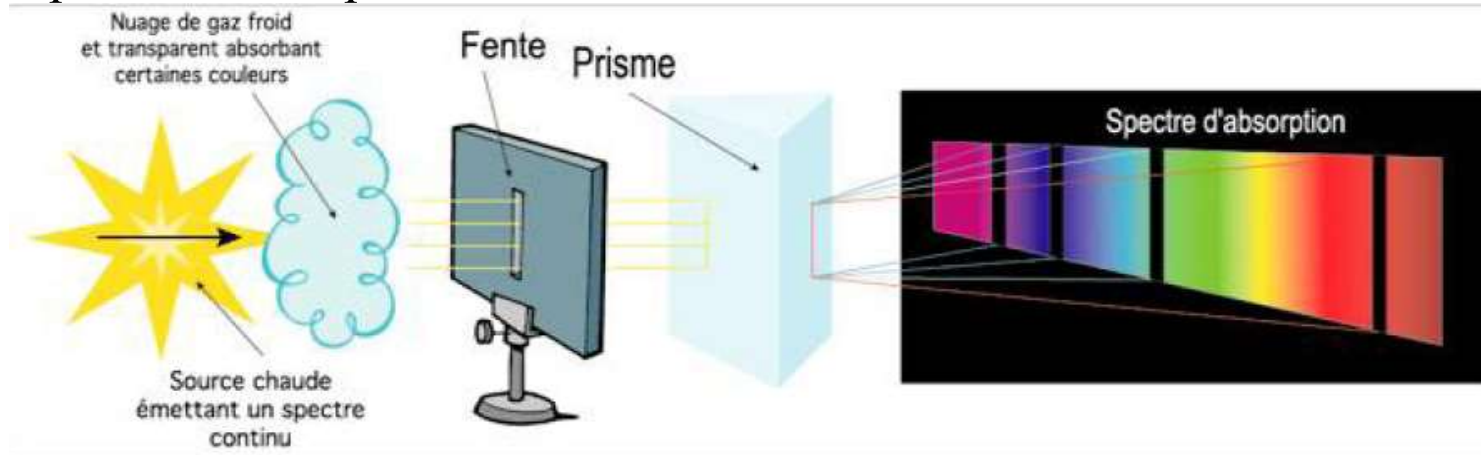 Nuage de gaz froid
et transparent absorbant
certaines couleurs
Fente
Prisme
Spectre d'absorption
Source chaude
émettant un spectre
continu